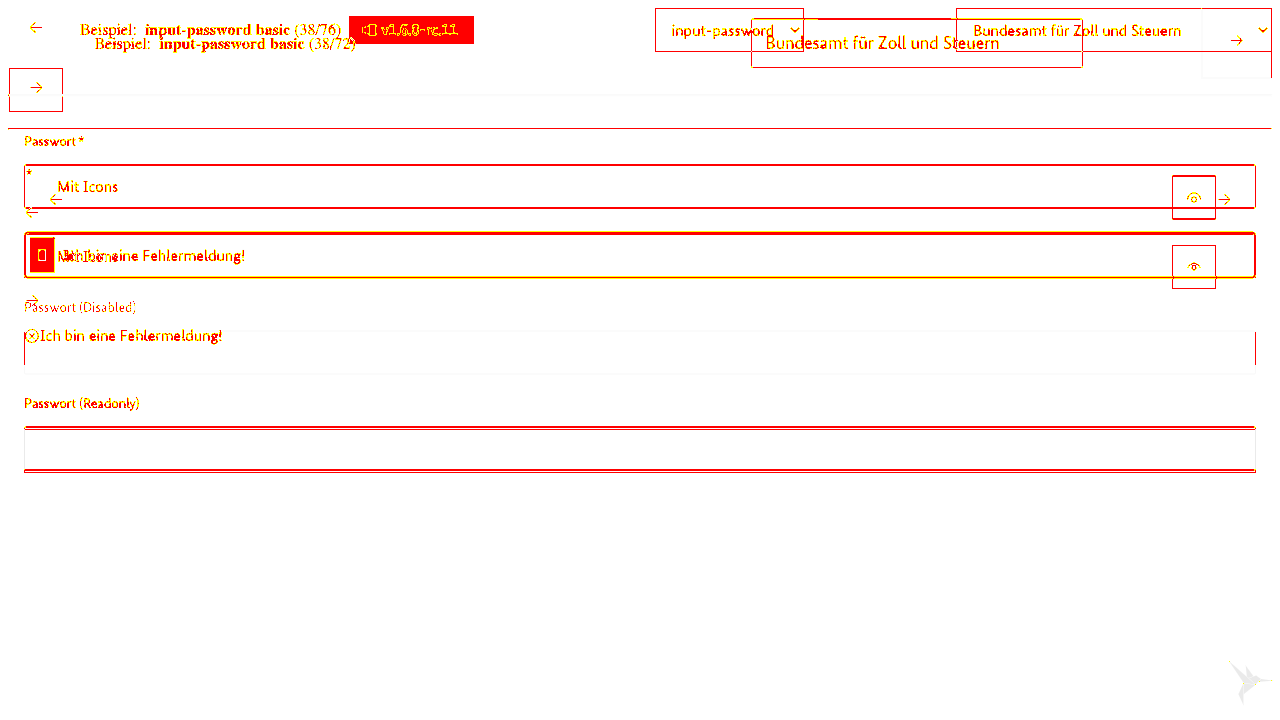 Beispiel: input-password basic (38/76) v1.6.0-rc.11 input-password Bundesamt für Zoll und Steuern
Beispiel: input-password basic (38/72) Bundesamt für Zoll und Steuern
Passwort *
*
Mit Icons
Ich bin eine Fehlermeldung!
Passwort (Disabled)
Ich bin eine Fehlermeldung!
Passwort (Readonly)